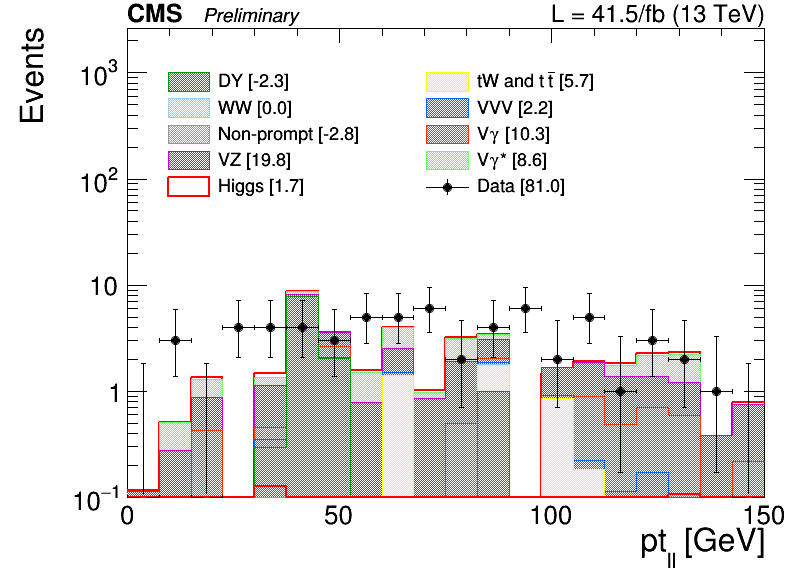 CMS Preliminary L = 41.5/fb (13 TeV)
Events
10³
10²
10
1
10⁻¹
DY [-2.3]
WW [0.0]
Non-prompt [-2.8]
VZ [19.8]
Higgs [1.7]
tW and tt̄ [5.7]
VVV [2.2]
Vγ [10.3]
Vγ* [8.6]
Data [81.0]
0 50 100 150
pt_ll [GeV]